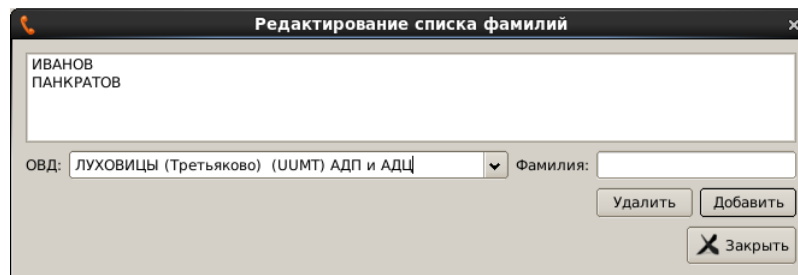 Редактирование списка фамилий
ИВАНОВ
ПАНКРАТОВ
ОВД: ЛУХОВИЦЫ (Третьяково) (UUMT) АДП и АДЦ Фамилия:
Удалить Добавить
Закрыть